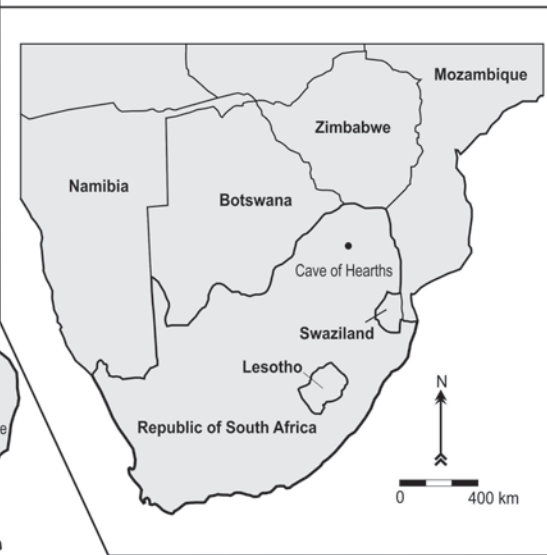 Mozambique
Zimbabwe
Namibia
Botswana
Cave of Hearths
Swaziland
Lesotho
N
Republic of South Africa
e
0 400 km